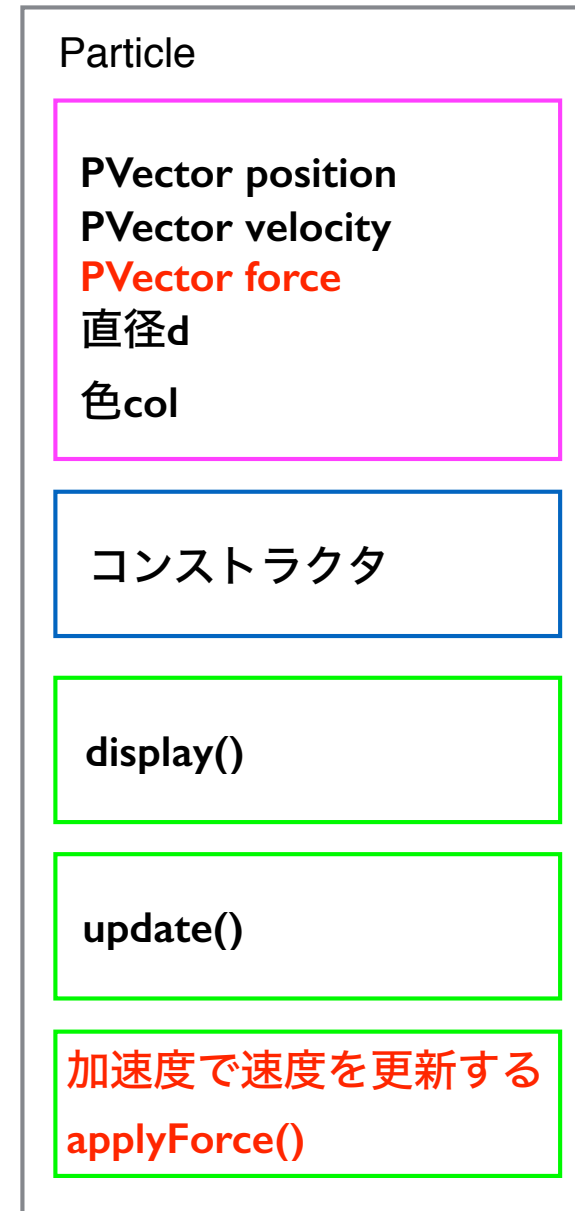 Particle
PVector position
PVector velocity
PVector force
直径d
色col
コンストラクタ
display()
update()
加速度で速度を更新する
applyForce()